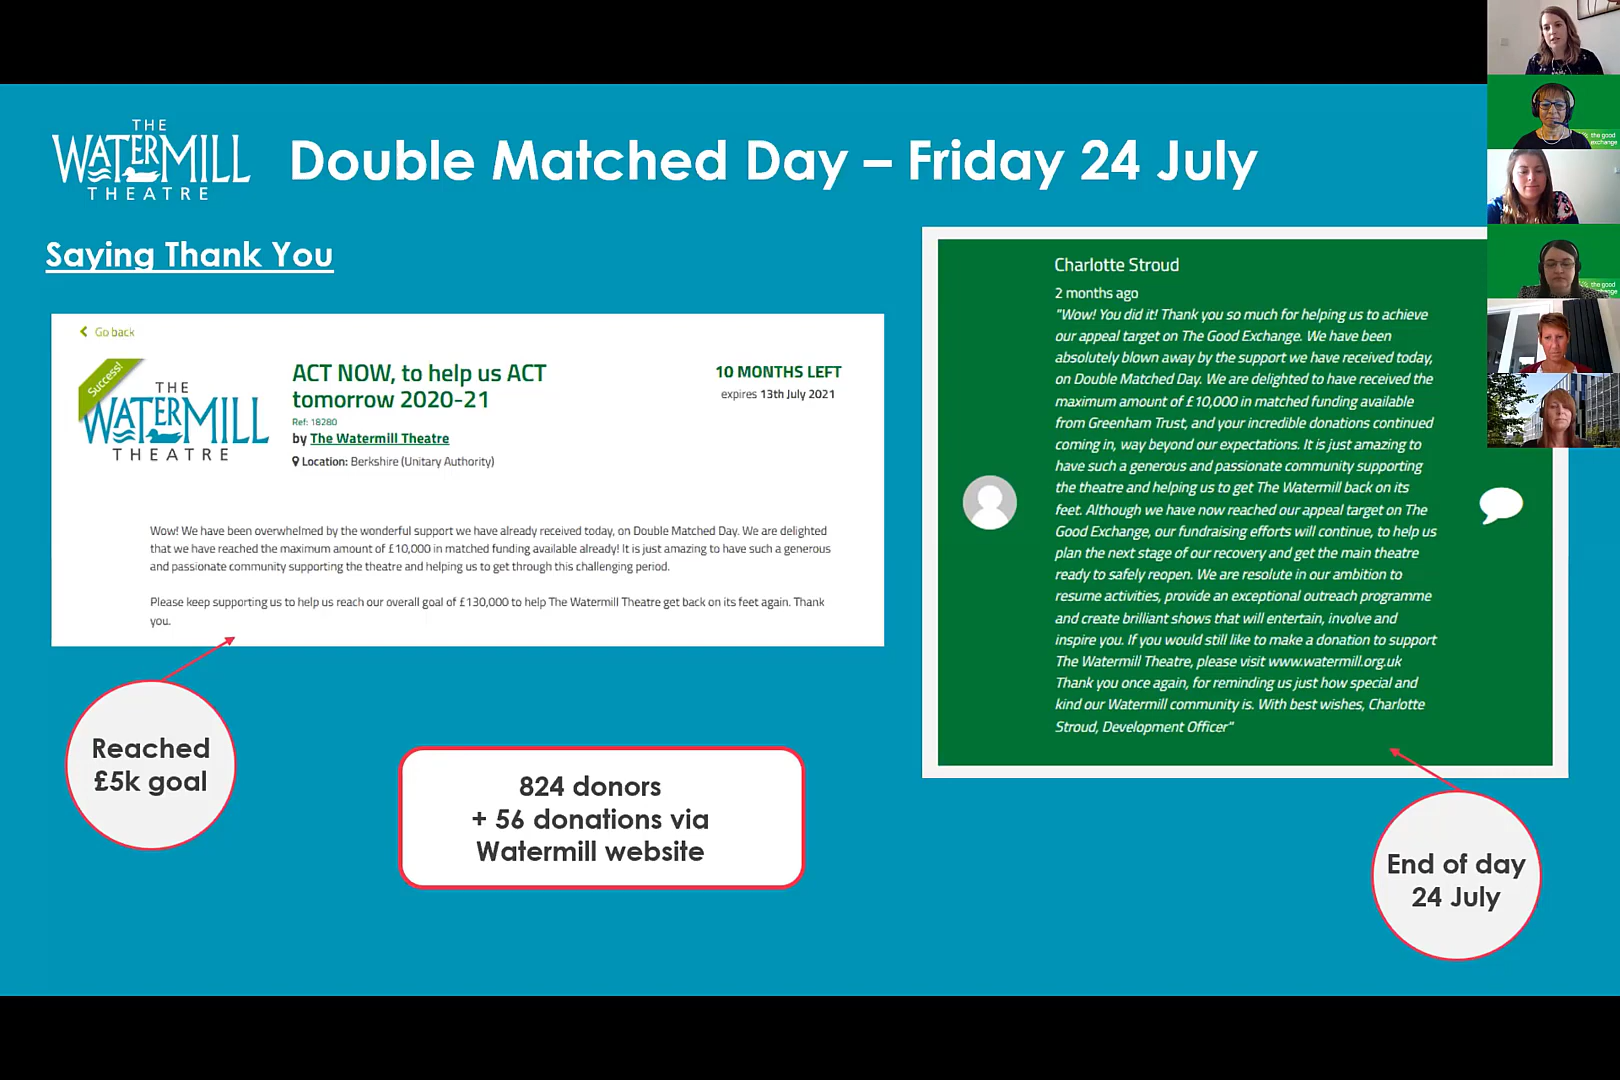 THE
WATERMILL
THEATRE
Double Matched Day – Friday 24 July
Saying Thank You
Go back
Success!
THE
WATERMILL
THEATRE
ACT NOW, to help us ACT
tomorrow 2020-21
Ref: 18280
by The Watermill Theatre
Location: Berkshire (Unitary Authority)
10 MONTHS LEFT
expires 13th July 2021
Wow! We have been overwhelmed by the wonderful support we have already received today, on Double Matched Day. We are delighted
that we have reached the maximum amount of £10,000 in matched funding available already! It is just amazing to have such a generous
and passionate community supporting the theatre and helping us to get through this challenging period.
Please keep supporting us to help us reach our overall goal of £130,000 to help The Watermill Theatre get back on its feet again. Thank
you.
Reached
£5k goal
824 donors
+ 56 donations via
Watermill website
Charlotte Stroud
2 months ago
"Wow! You did it! Thank you so much for helping us to achieve
our appeal target on The Good Exchange. We have been
absolutely blown away by the support we have received today,
on Double Matched Day. We are delighted to have received the
maximum amount of £10,000 in matched funding available
from Greenham Trust, and your incredible donations continued
coming in, way beyond our expectations. It is just amazing to
have such a generous and passionate community supporting
the theatre and helping us to get The Watermill back on its
feet. Although we have now reached our appeal target on The
Good Exchange, our fundraising efforts will continue, to help us
plan the next stage of our recovery and get the main theatre
ready to safely reopen. We are resolute in our ambition to
resume activities, provide an exceptional outreach programme
and create brilliant shows that will entertain, involve and
inspire you. If you would still like to make a donation to support
The Watermill Theatre, please visit www.watermill.org.uk
Thank you once again, for reminding us just how special and
kind our Watermill community is. With best wishes, Charlotte
Stroud, Development Officer"
End of day
24 July
the good
exchange
the good
exchange